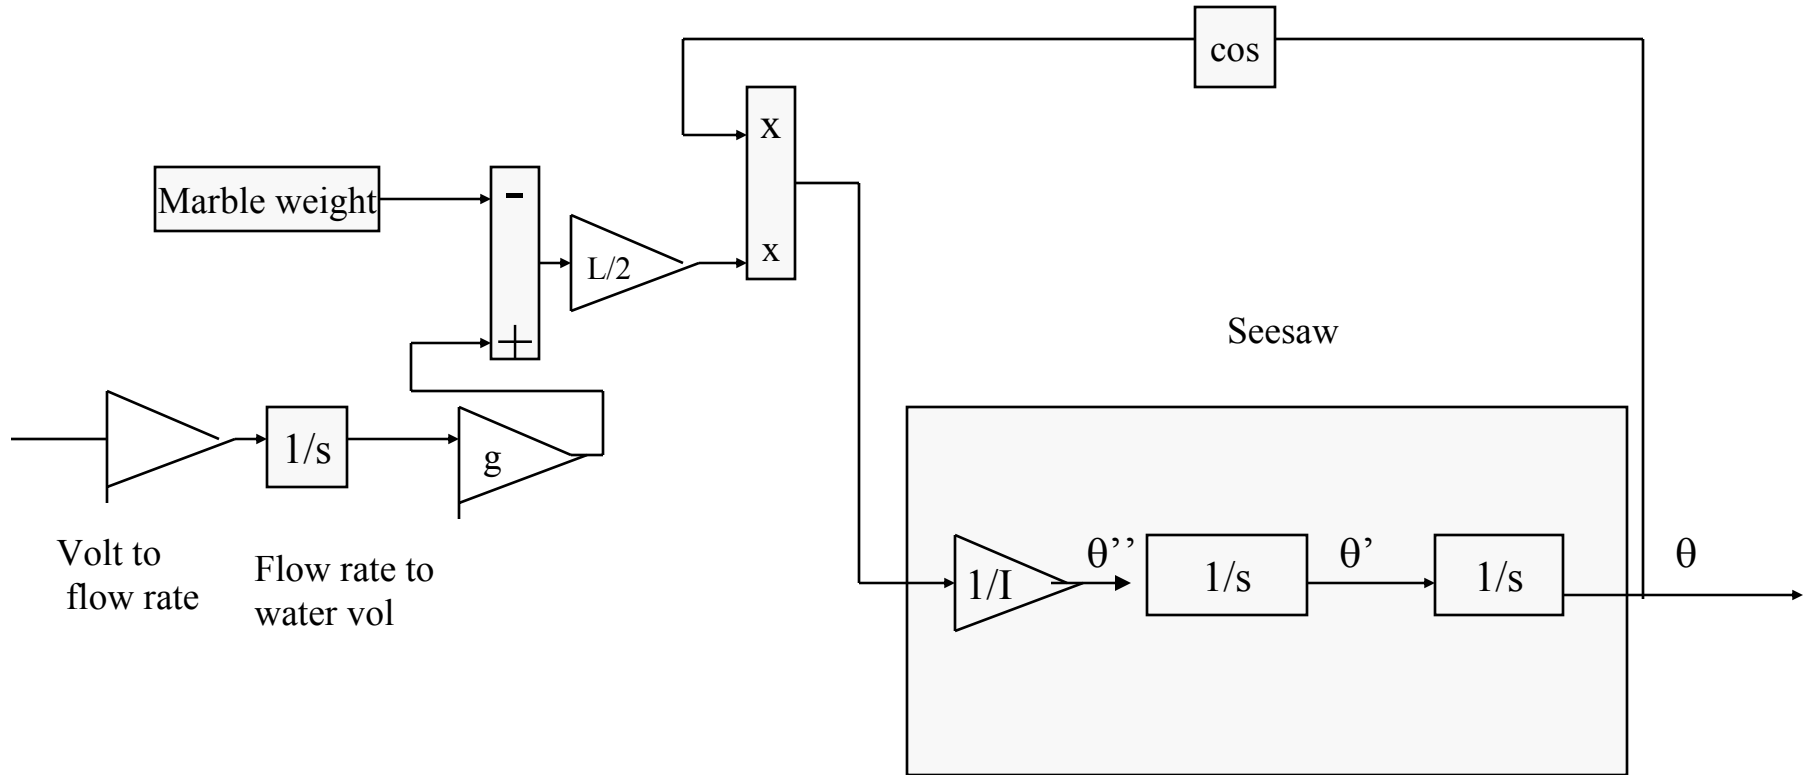 cos
x
Marble weight
-
x
L/2
+
Seesaw
1/s
g
Volt to
flow rate
Flow rate to
water vol
1/I
θ’’
1/s
θ’
1/s
θ